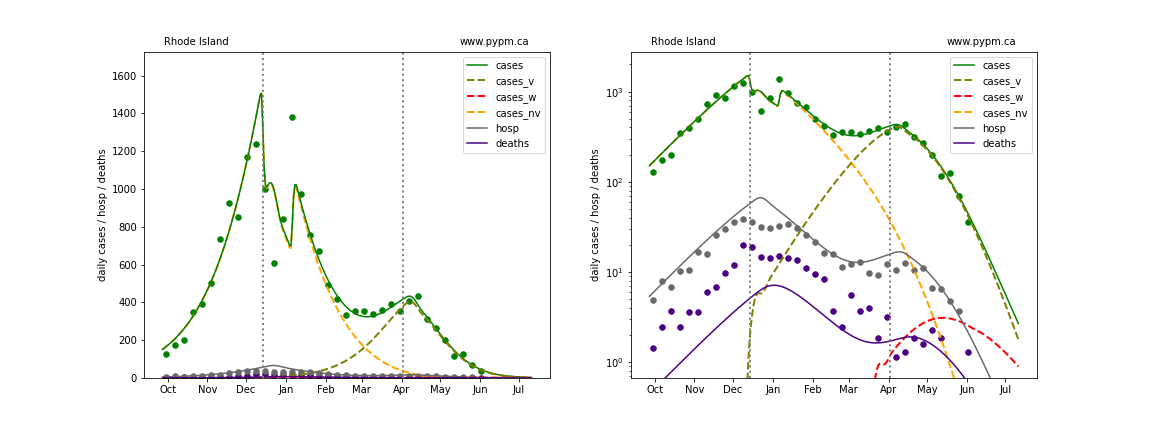 Rhode Island www.pypm.ca
cases
cases_v
cases_w
cases_nv
hosp
deaths
daily cases / hosp / deaths
1600
1400
1200
1000
800
600
400
200
0
Oct Nov Dec Jan Feb Mar Apr May Jun Jul
Rhode Island www.pypm.ca
cases
cases_v
cases_w
cases_nv
hosp
deaths
daily cases / hosp / deaths
10³
10²
10¹
10⁰
Oct Nov Dec Jan Feb Mar Apr May Jun Jul